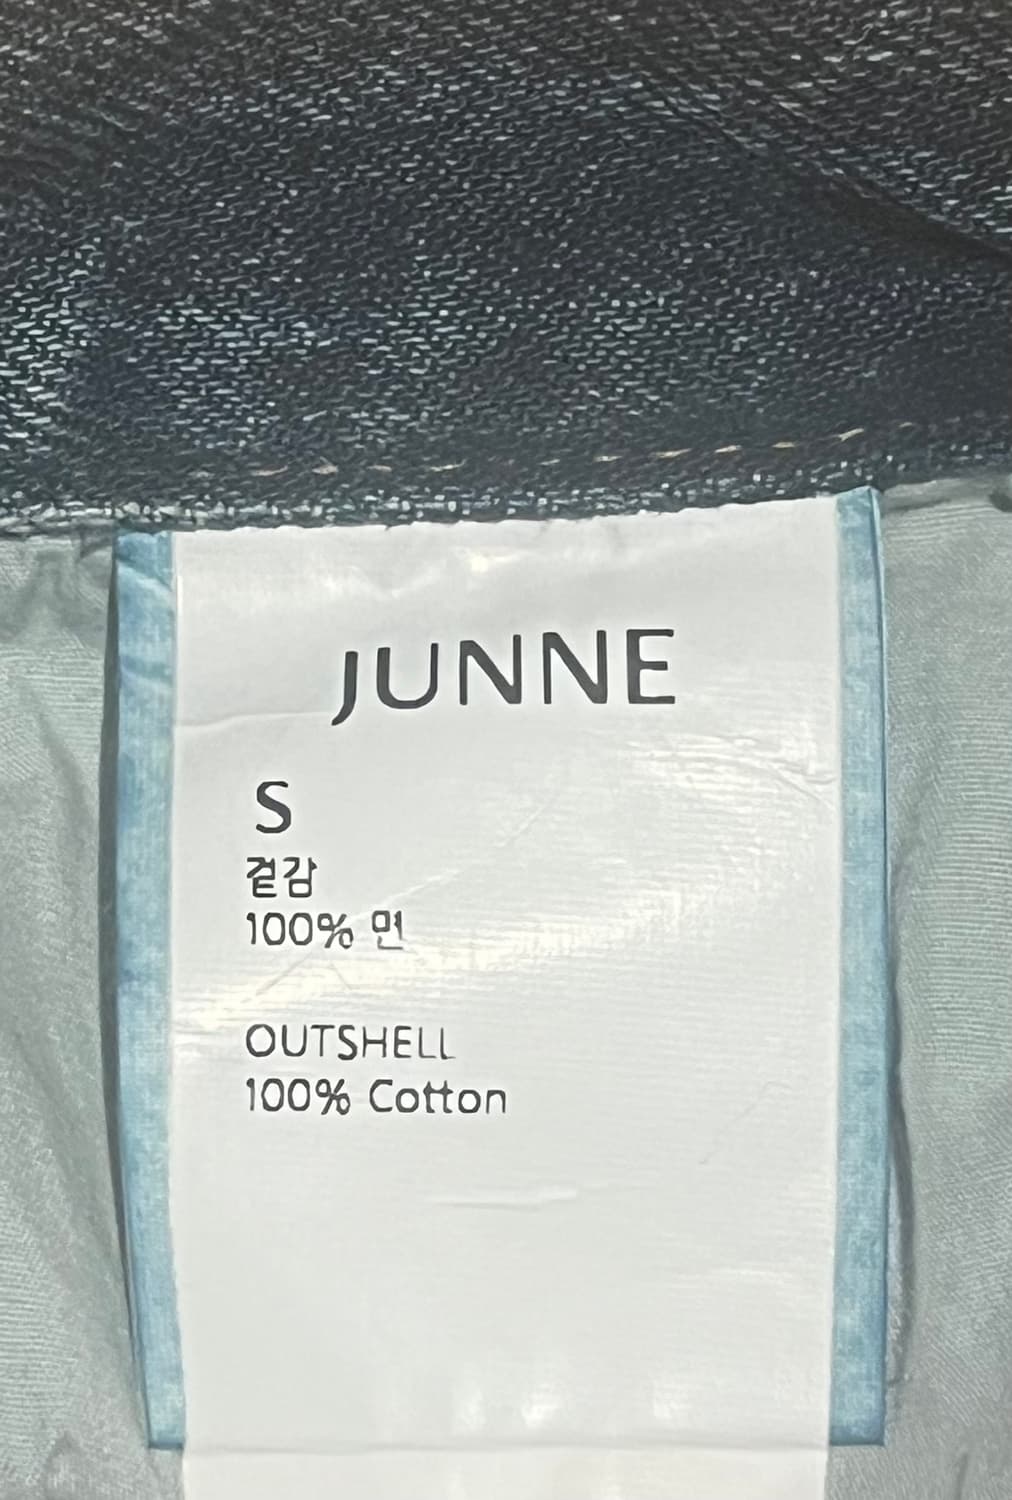 JUNNE
S
겉감
100% 면
OUTSHELL
100% Cotton